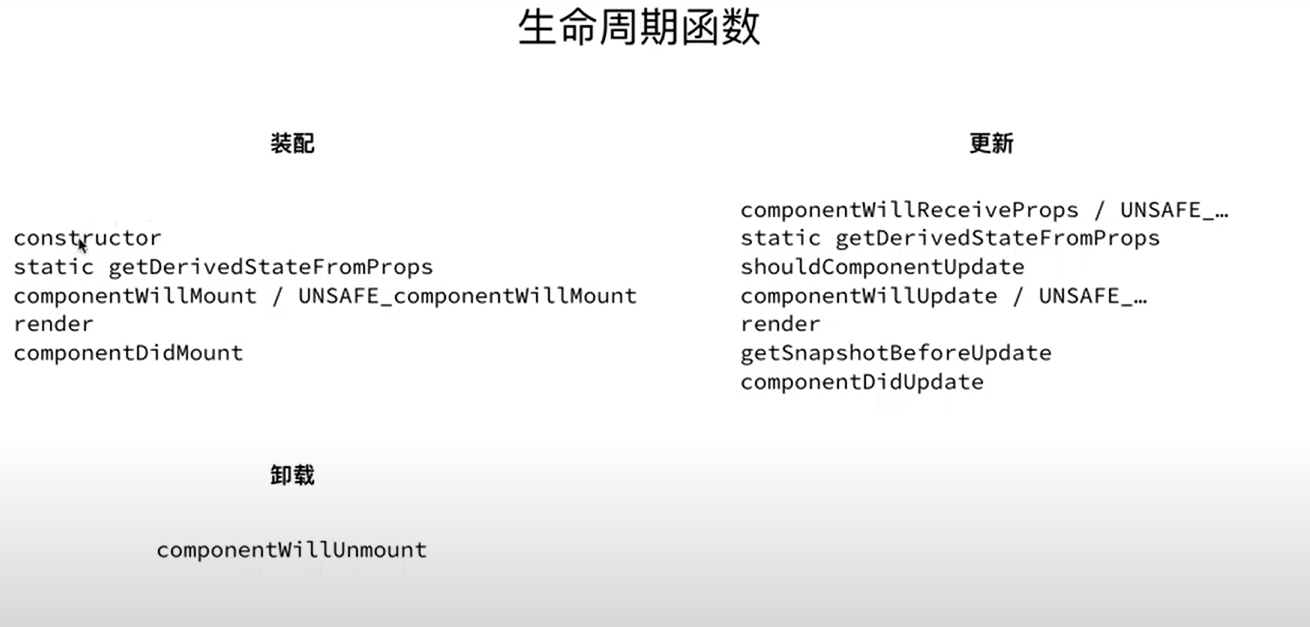 生命周期函数
装配
constructor
static getDerivedStateFromProps
componentWillMount / UNSAFE_componentWillMount
render
componentDidMount
更新
componentWillReceiveProps / UNSAFE_…
static getDerivedStateFromProps
shouldComponentUpdate
componentWillUpdate / UNSAFE_…
render
getSnapshotBeforeUpdate
componentDidUpdate
卸载
componentWillUnmount